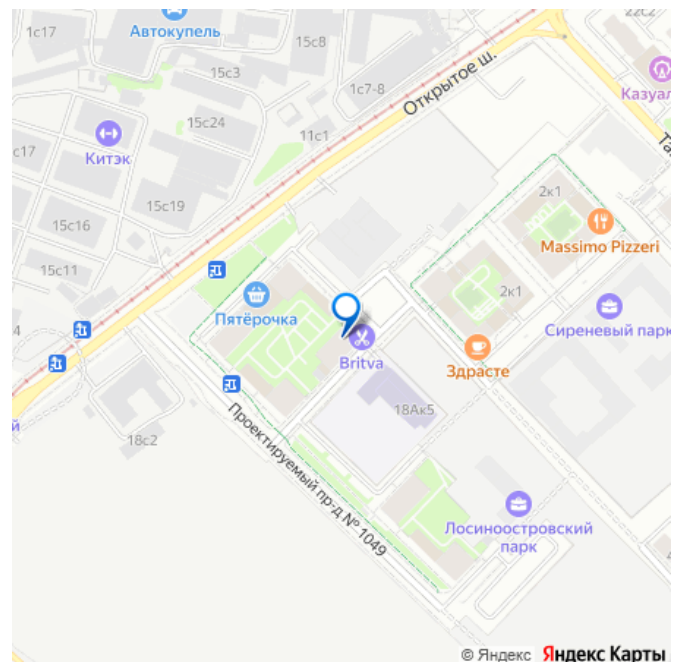 1с17
Автокупель
22с2
15с8
15с3
1с7-8
Открытое ш.
Казуал
15с24
11с1
Китэк
с17
15с19
2к1
15с16
Massimo Pizzeri
15с11
2к1
Пятёрочка
Сиреневый парк
Britva
Здрасте
18Ак5
й
18с2
Проектируемый пр-д № 1049
Лосиноостровский
парк
© Яндекс Яндекс Карты